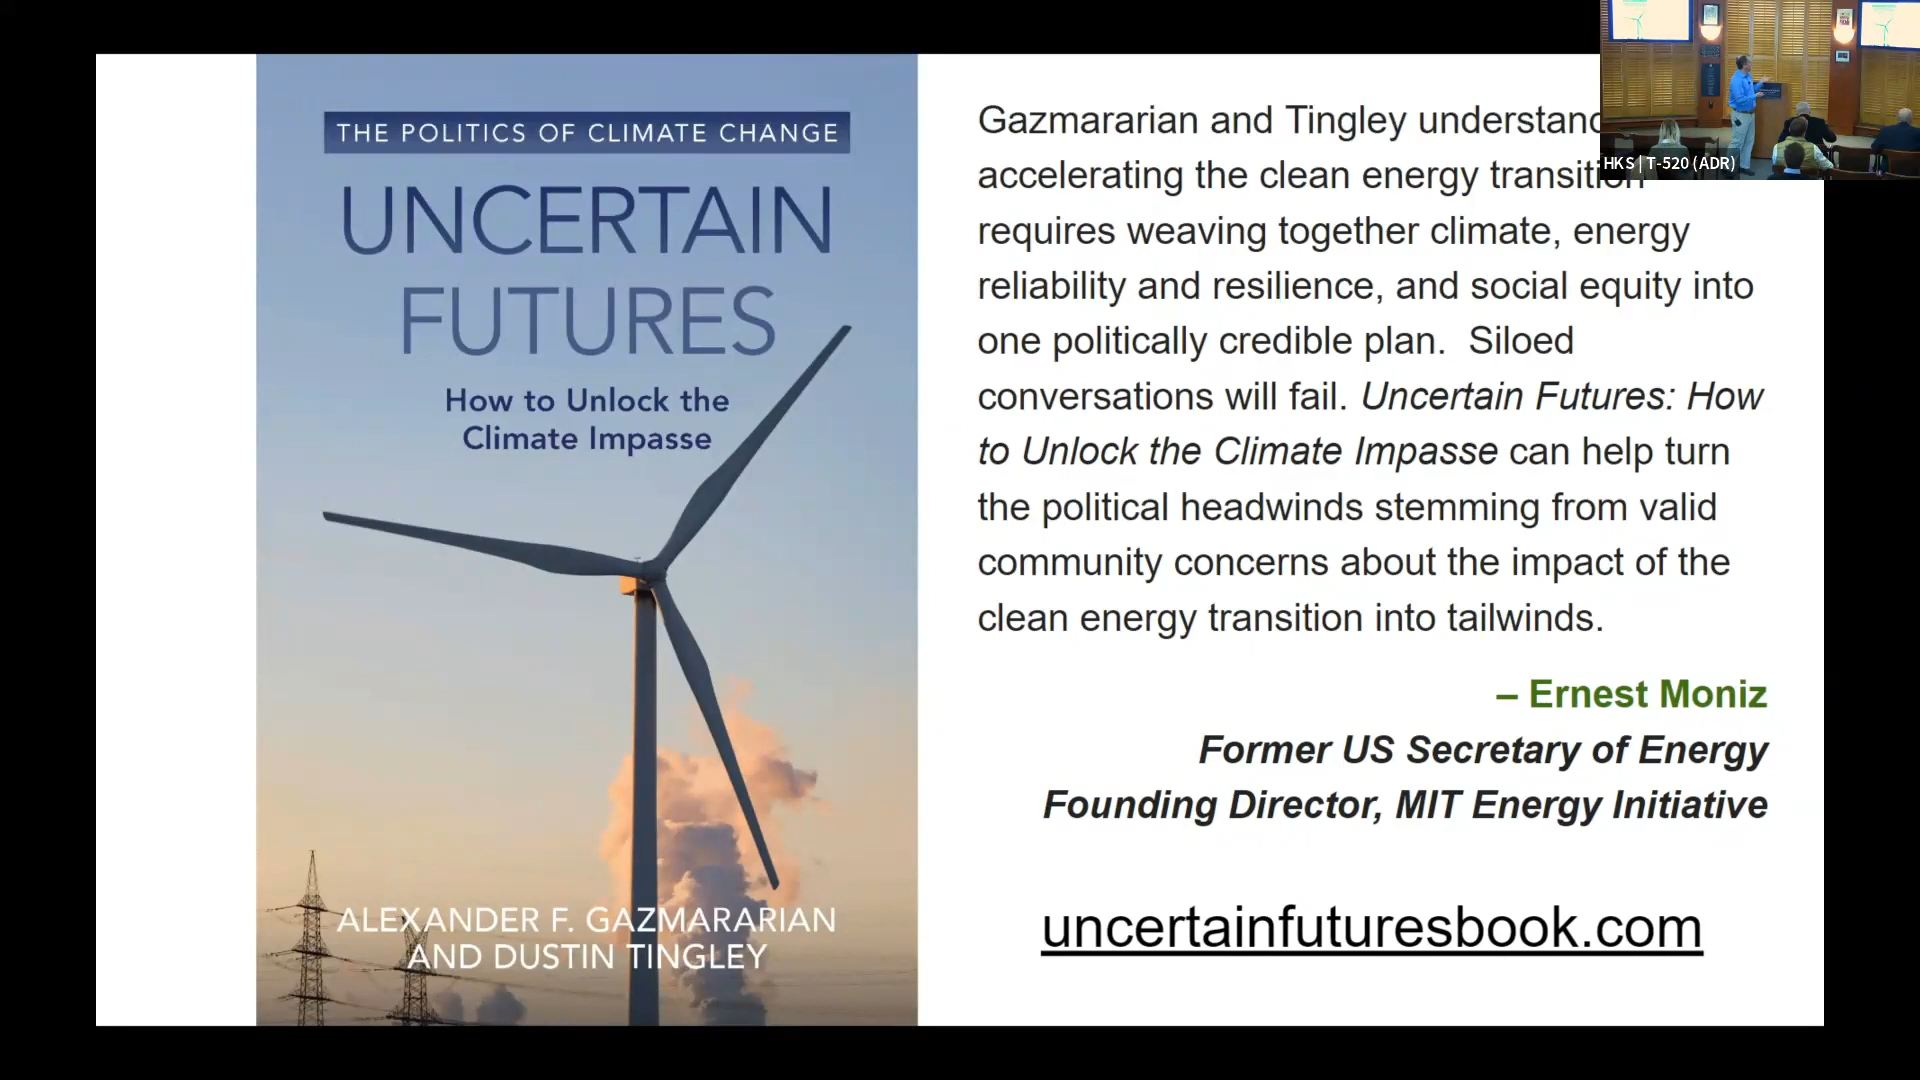 THE POLITICS OF CLIMATE CHANGE
UNCERTAIN
FUTURES
How to Unlock the
Climate Impasse
ALEXANDER F. GAZMARARIAN
AND DUSTIN TINGLEY
Gazmararian and Tingley understand
accelerating the clean energy transition
requires weaving together climate, energy
reliability and resilience, and social equity into
one politically credible plan.  Siloed
conversations will fail. Uncertain Futures: How
to Unlock the Climate Impasse can help turn
the political headwinds stemming from valid
community concerns about the impact of the
clean energy transition into tailwinds.
– Ernest Moniz
Former US Secretary of Energy
Founding Director, MIT Energy Initiative
uncertainfuturesbook.com
HKS | T-520 (ADR)